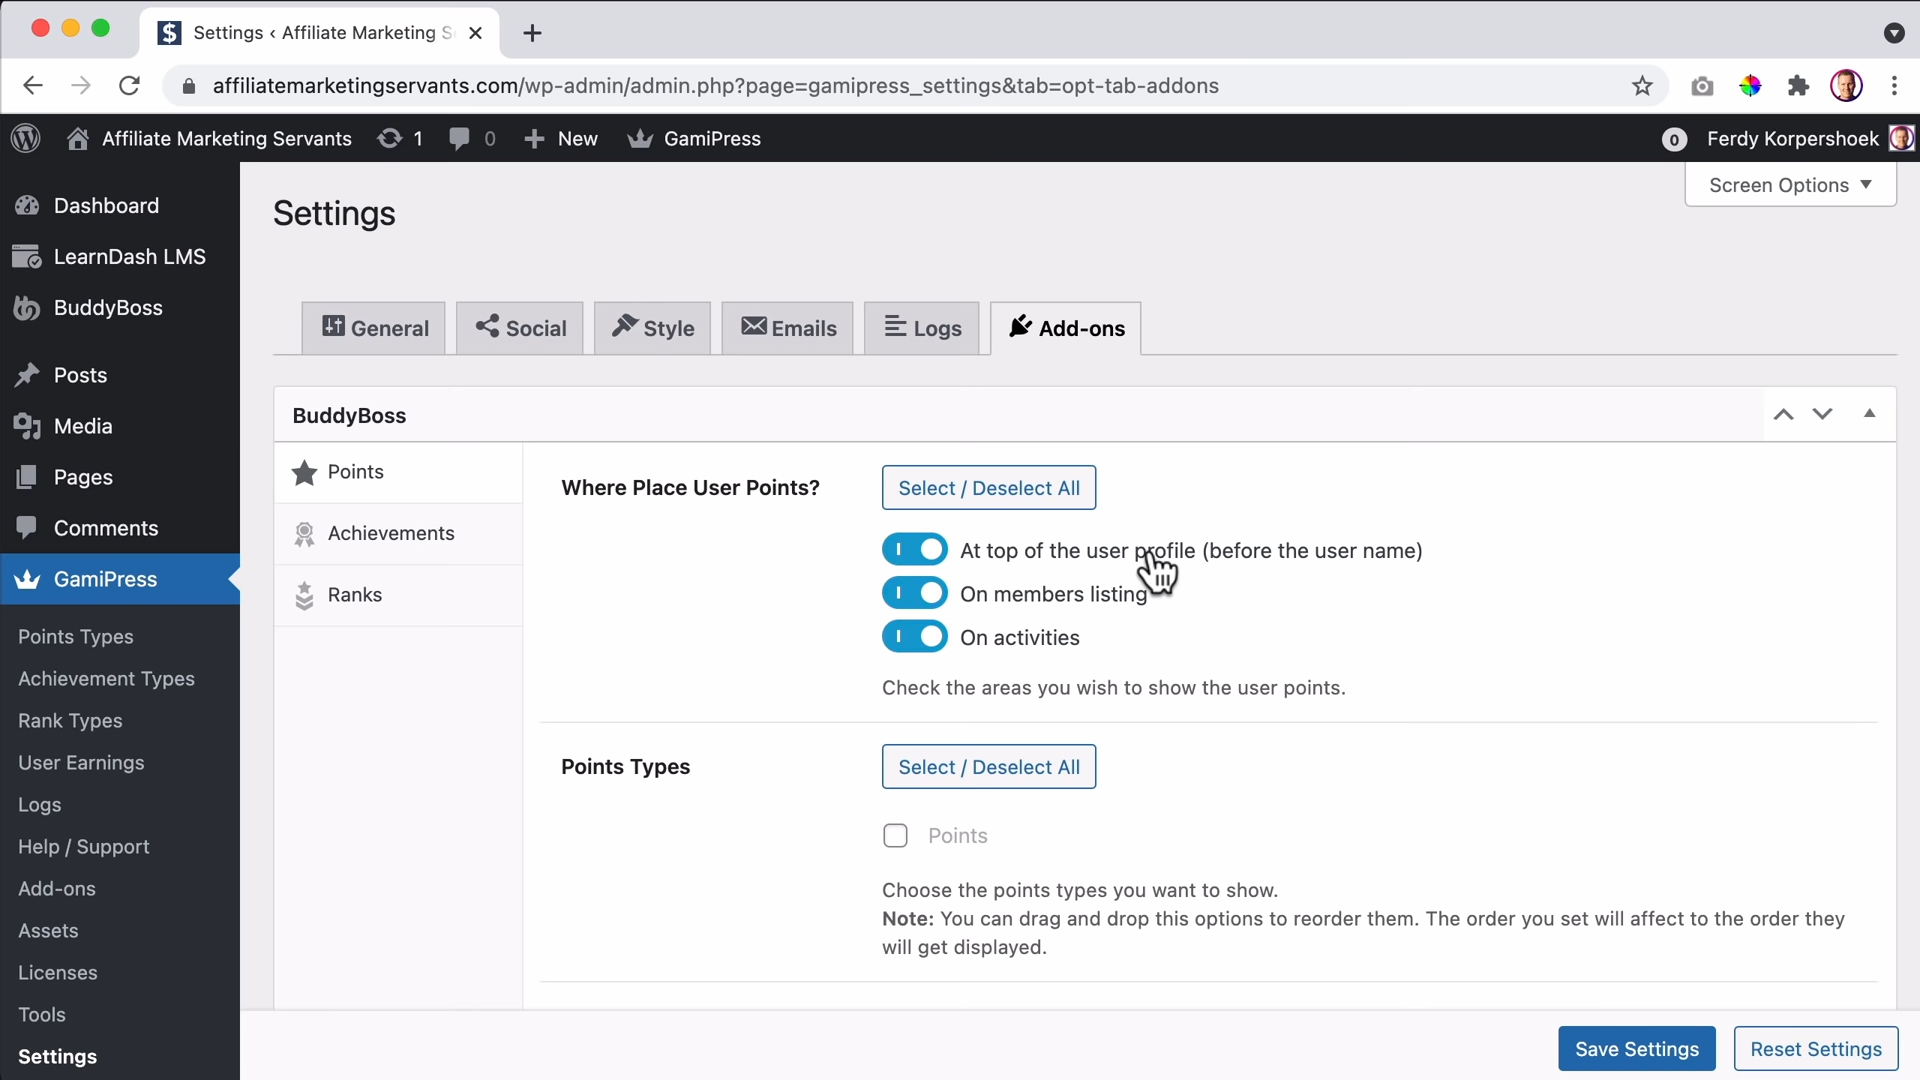 Settings ‹ Affiliate Marketing S
affiliatemarketingservants.com/wp-admin/admin.php?page=gamipress_settings&tab=opt-tab-addons
Affiliate Marketing Servants 1 0 New GamiPress 0 Ferdy Korpershoek
Screen Options
Dashboard
LearnDash LMS
BuddyBoss
Posts
Media
Pages
Comments
GamiPress
Points Types
Achievement Types
Rank Types
User Earnings
Logs
Help / Support
Add-ons
Assets
Licenses
Tools
Settings
Settings
General Social Style Emails Logs Add-ons
BuddyBoss
Points
Achievements
Ranks
Where Place User Points? Select / Deselect All
At top of the user profile (before the user name)
On members listing
On activities
Check the areas you wish to show the user points.
Points Types Select / Deselect All
Points
Choose the points types you want to show.
Note: You can drag and drop this options to reorder them. The order you set will affect to the order they
will get displayed.
Save Settings Reset Settings